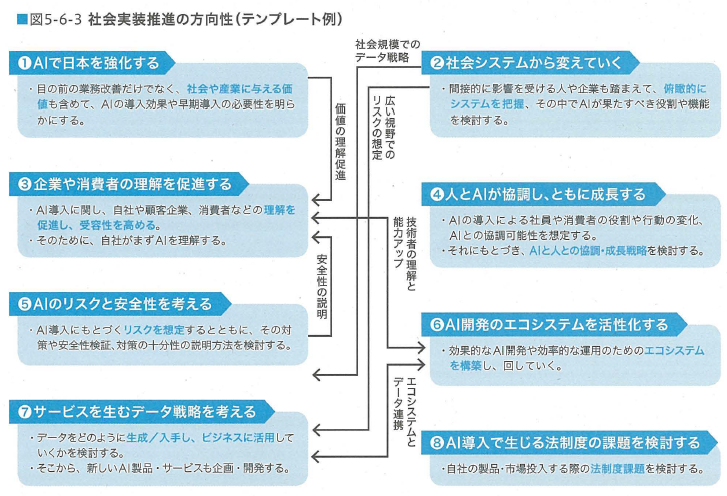 ■図5-6-3 社会実装推進の方向性(テンプレート例)
❶AIで日本を強化する
・目の前の業務改善だけでなく、社会や産業に与える価
値も含めて、AIの導入効果や早期導入の必要性を明ら
かにする。
社会規模での
データ戦略
❷社会システムから変えていく
・間接的に影響を受ける人や企業も踏まえて、俯瞰的に
システムを把握、その中でAIが果たすべき役割や機能
を検討する。
価値の理解促進
広い視野での
リスクの想定
❸企業や消費者の理解を促進する
・AI導入に関し、自社や顧客企業、消費者などの理解を
促進し、受容性を高める。
・そのために、自社がまずAIを理解する。
❹人とAIが協調し、ともに成長する
・AIの導入による社員や消費者の役割や行動の変化、
AIとの協調可能性を想定する。
・それにもとづき、AIと人との協調・成長戦略を検討する。
技術者の理解と
能力アップ
安全性の説明
❺AIのリスクと安全性を考える
・AI導入にもとづくリスクを想定するとともに、その対
策や安全性検証、対策の十分性の説明方法を検討する。
❻AI開発のエコシステムを活性化する
・効果的なAI開発や効率的な運用のためのエコシステム
を構築し、回していく。
エコシステムと
データ連携
❼サービスを生むデータ戦略を考える
・データをどのように生成/入手し、ビジネスに活用して
いくかを検討する。
・そこから、新しいAI製品・サービスも企画・開発する。
❽AI導入で生じる法制度の課題を検討する
・自社の製品・市場投入する際の法制度課題を検討する。